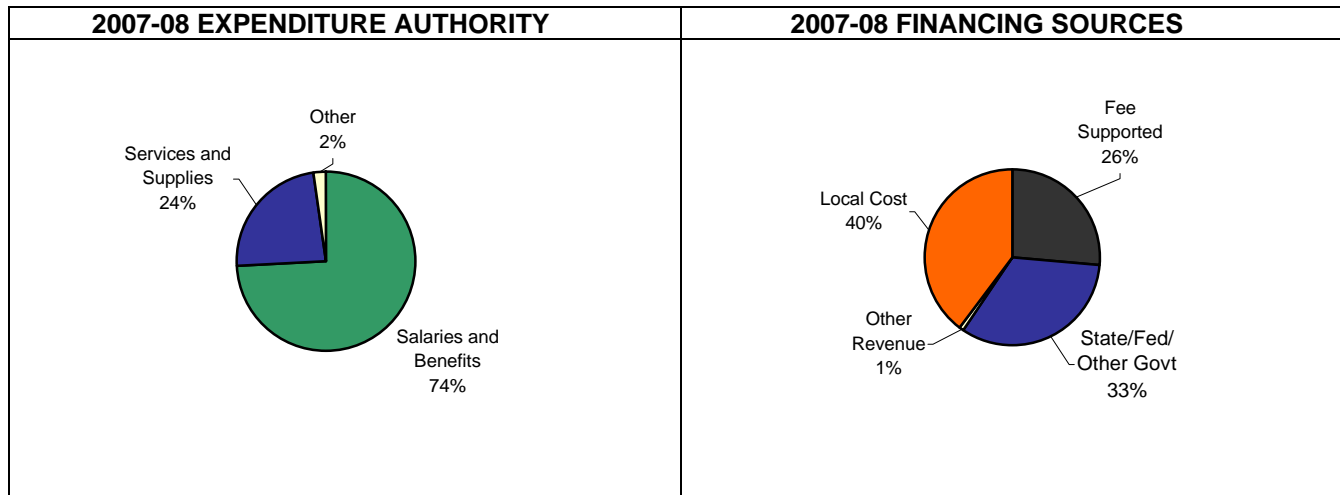 2007-08 EXPENDITURE AUTHORITY
Other
2%
Services and
Supplies
24%
Salaries and
Benefits
74%
2007-08 FINANCING SOURCES
Fee
Supported
26%
Local Cost
40%
Other
Revenue
1%
State/Fed/
Other Govt
33%